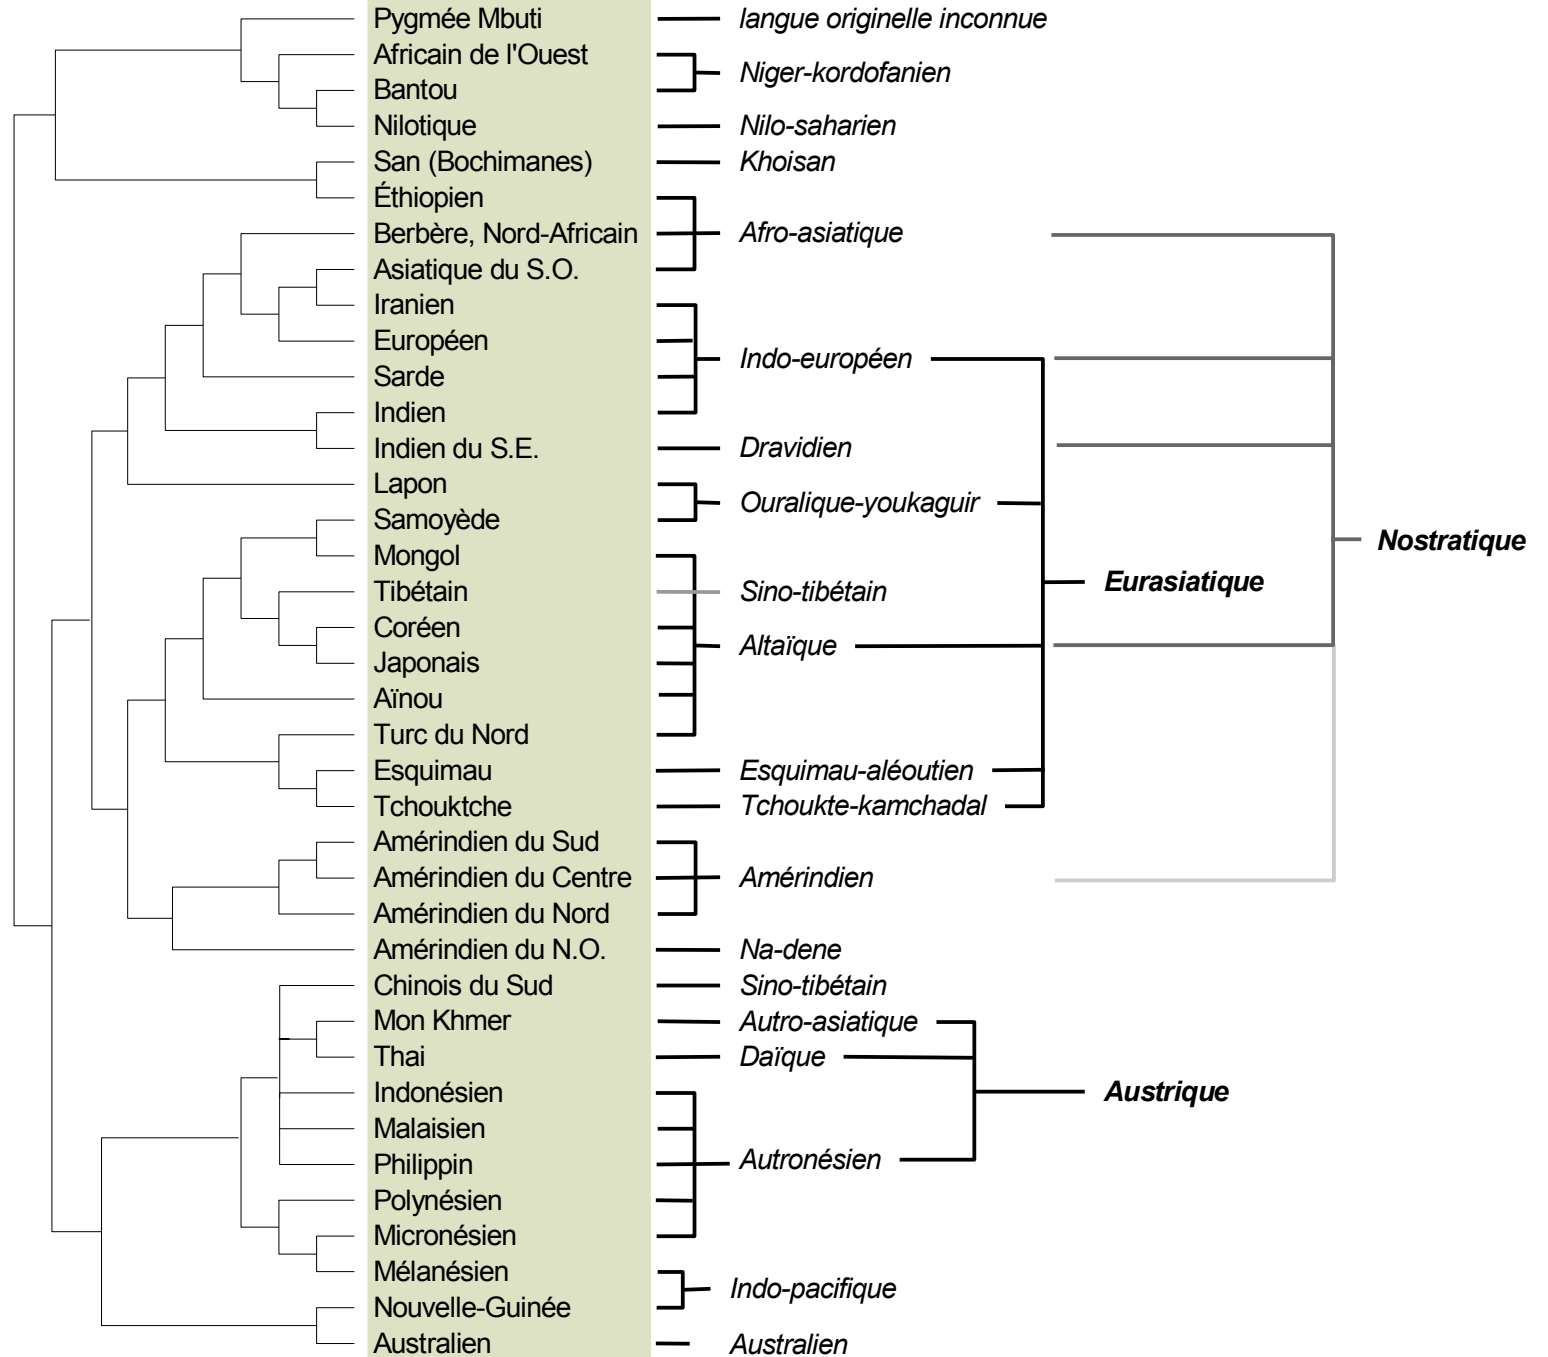 Pygmée Mbuti
langue originelle inconnue
Africain de l'Ouest
Niger-kordofanien
Bantou
Nilotique
Nilo-saharien
San (Bochimanes)
Khoisan
Éthiopien
Berbère, Nord-Africain
Afro-asiatique
Asiatique du S.O.
Iranien
Européen
Indo-européen
Sarde
Indien
Indien du S.E.
Dravidien
Lapon
Ouralique-youkaguir
Samoyède
Nostratique
Mongol
Eurasiatique
Tibétain
Sino-tibétain
Coréen
Altaïque
Japonais
Aïnou
Turc du Nord
Esquimau
Esquimau-aléoutien
Tchouktche
Tchoukte-kamchadal
Amérindien du Sud
Amérindien du Centre
Amérindien
Amérindien du Nord
Amérindien du N.O.
Na-dene
Chinois du Sud
Sino-tibétain
Mon Khmer
Autro-asiatique
Thai
Daïque
Indonésien
Austrique
Malaisien
Philippin
Autronésien
Polynésien
Micronésien
Mélanésien
Indo-pacifique
Nouvelle-Guinée
Australien
Australien